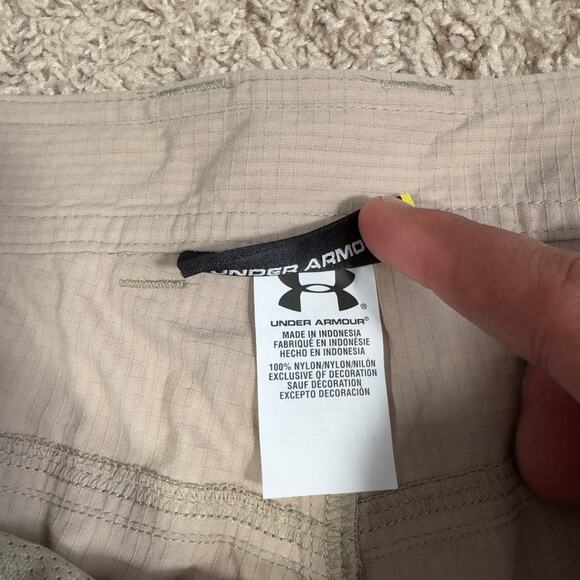 UNDER ARMO
UNDER ARMOUR®
MADE IN INDONESIA
FABRIQUÉ EN INDONÉSIE
HECHO EN INDONESIA
100% NYLON/NYLON/NILÓN
EXCLUSIVE OF DECORATION
SAUF DÉCORATION
EXCEPTO DECORACIÓN
®